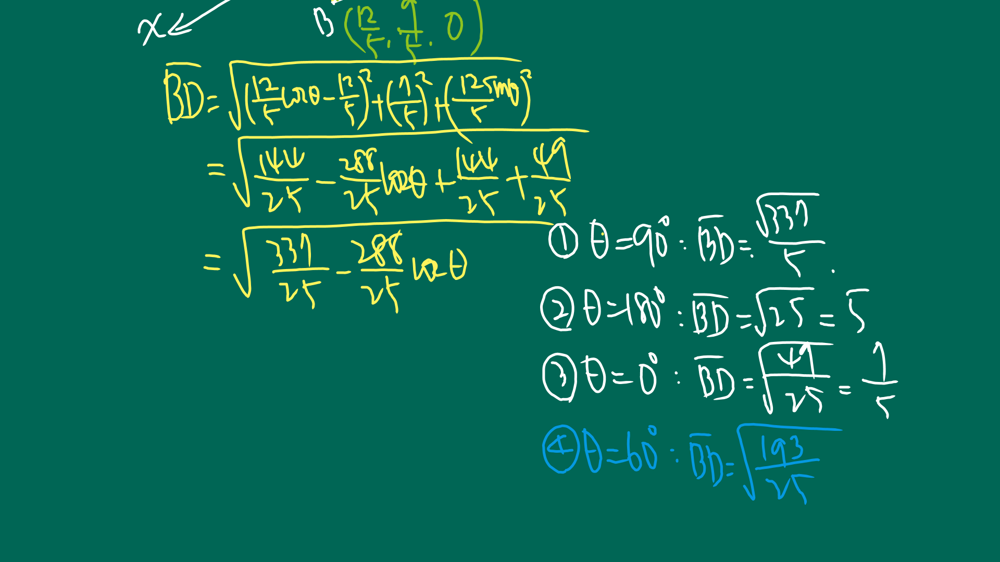 x B (12/5, 7/5, 0)
BD̅ = √((12/5 cosθ − 12/5)² + (7/5)² + (12/5 sinθ)²)
= √(144/25 − 288/25 cosθ + 144/25 + 49/25)
= √(337/25 − 288/25 cosθ)
① θ = 90° : BD̅ = √337/5
② θ = 180° : BD̅ = √25 = 5
③ θ = 0° : BD̅ = √(49/25) = 7/5
④ θ = 60° : BD̅ = √(193/25)